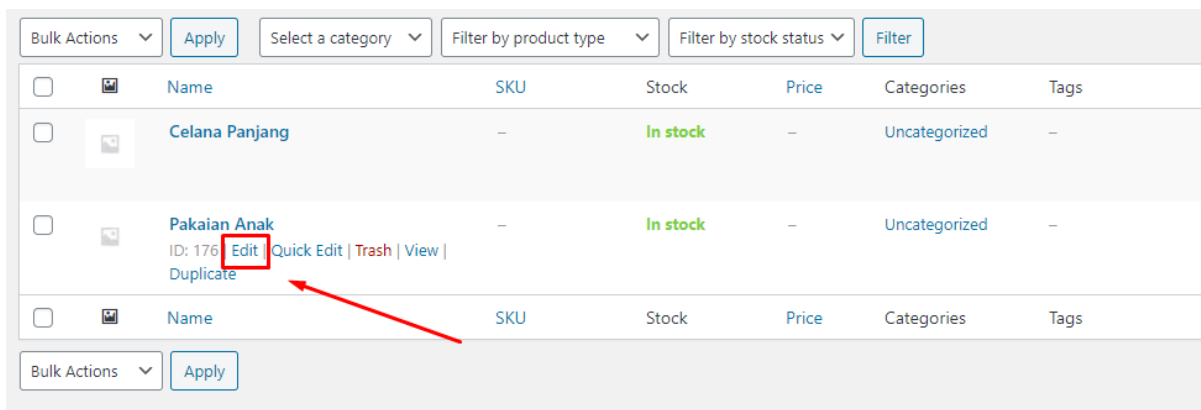 Bulk Actions Apply Select a category Filter by product type Filter by stock status Filter
Name SKU Stock Price Categories Tags
Celana Panjang – In stock – Uncategorized –
Pakaian Anak – In stock – Uncategorized –
ID: 176 | Edit | Quick Edit | Trash | View |
Duplicate
Name SKU Stock Price Categories Tags
Bulk Actions Apply